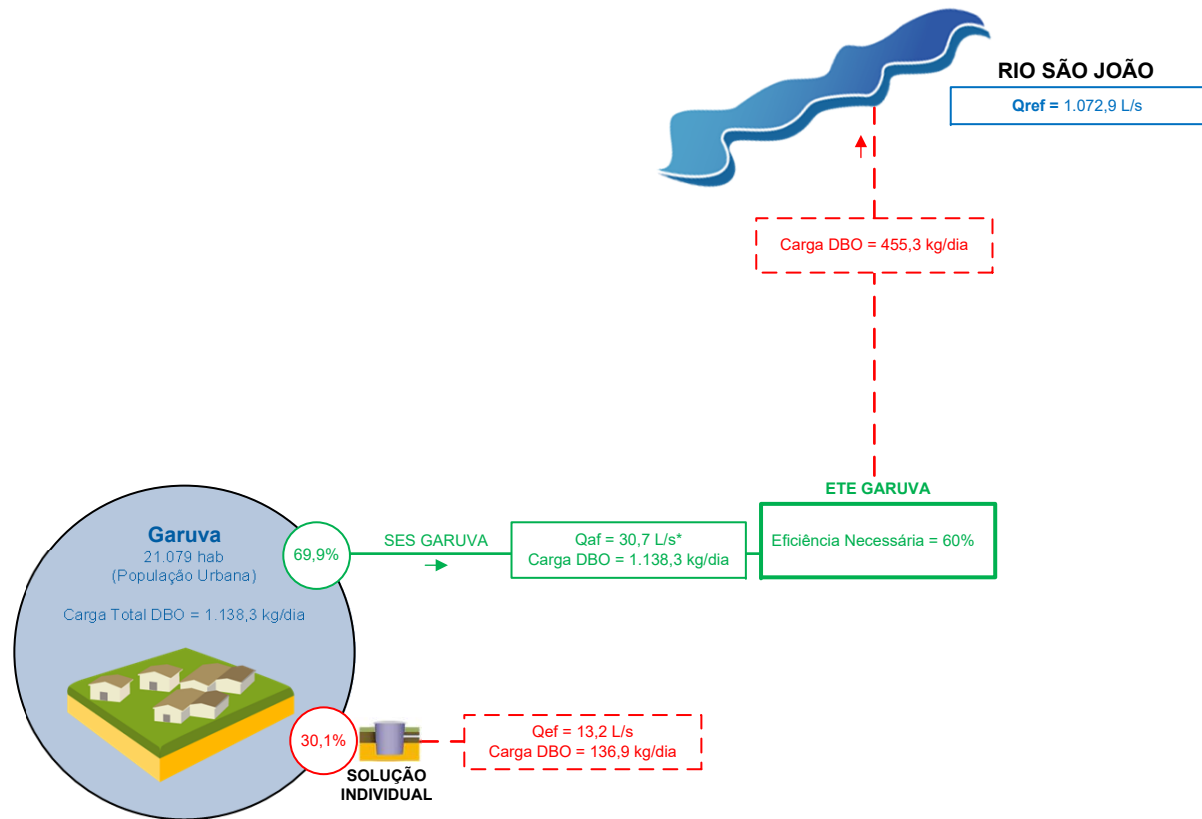 RIO SÃO JOÃO
Qref = 1.072,9 L/s
Carga DBO = 455,3 kg/dia
ETE GARUVA
Eficiência Necessária = 60%
Garuva
21.079 hab
(População Urbana)
Carga Total DBO = 1.138,3 kg/dia
69,9%
SES GARUVA
Qaf = 30,7 L/s*
Carga DBO = 1.138,3 kg/dia
30,1%
SOLUÇÃO
INDIVIDUAL
Qef = 13,2 L/s
Carga DBO = 136,9 kg/dia